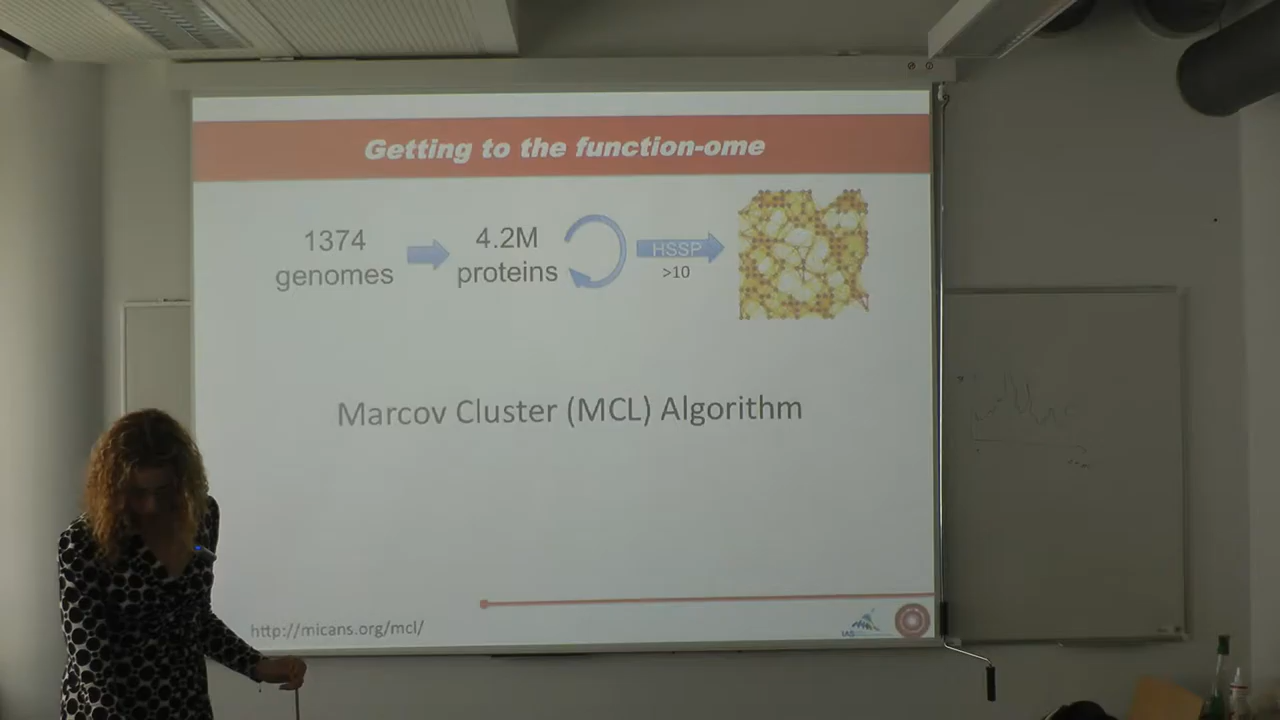 Getting to the function-ome
1374
genomes
4.2M
proteins
HSSP
>10
Marcov Cluster (MCL) Algorithm
http://micans.org/mcl/
IAS